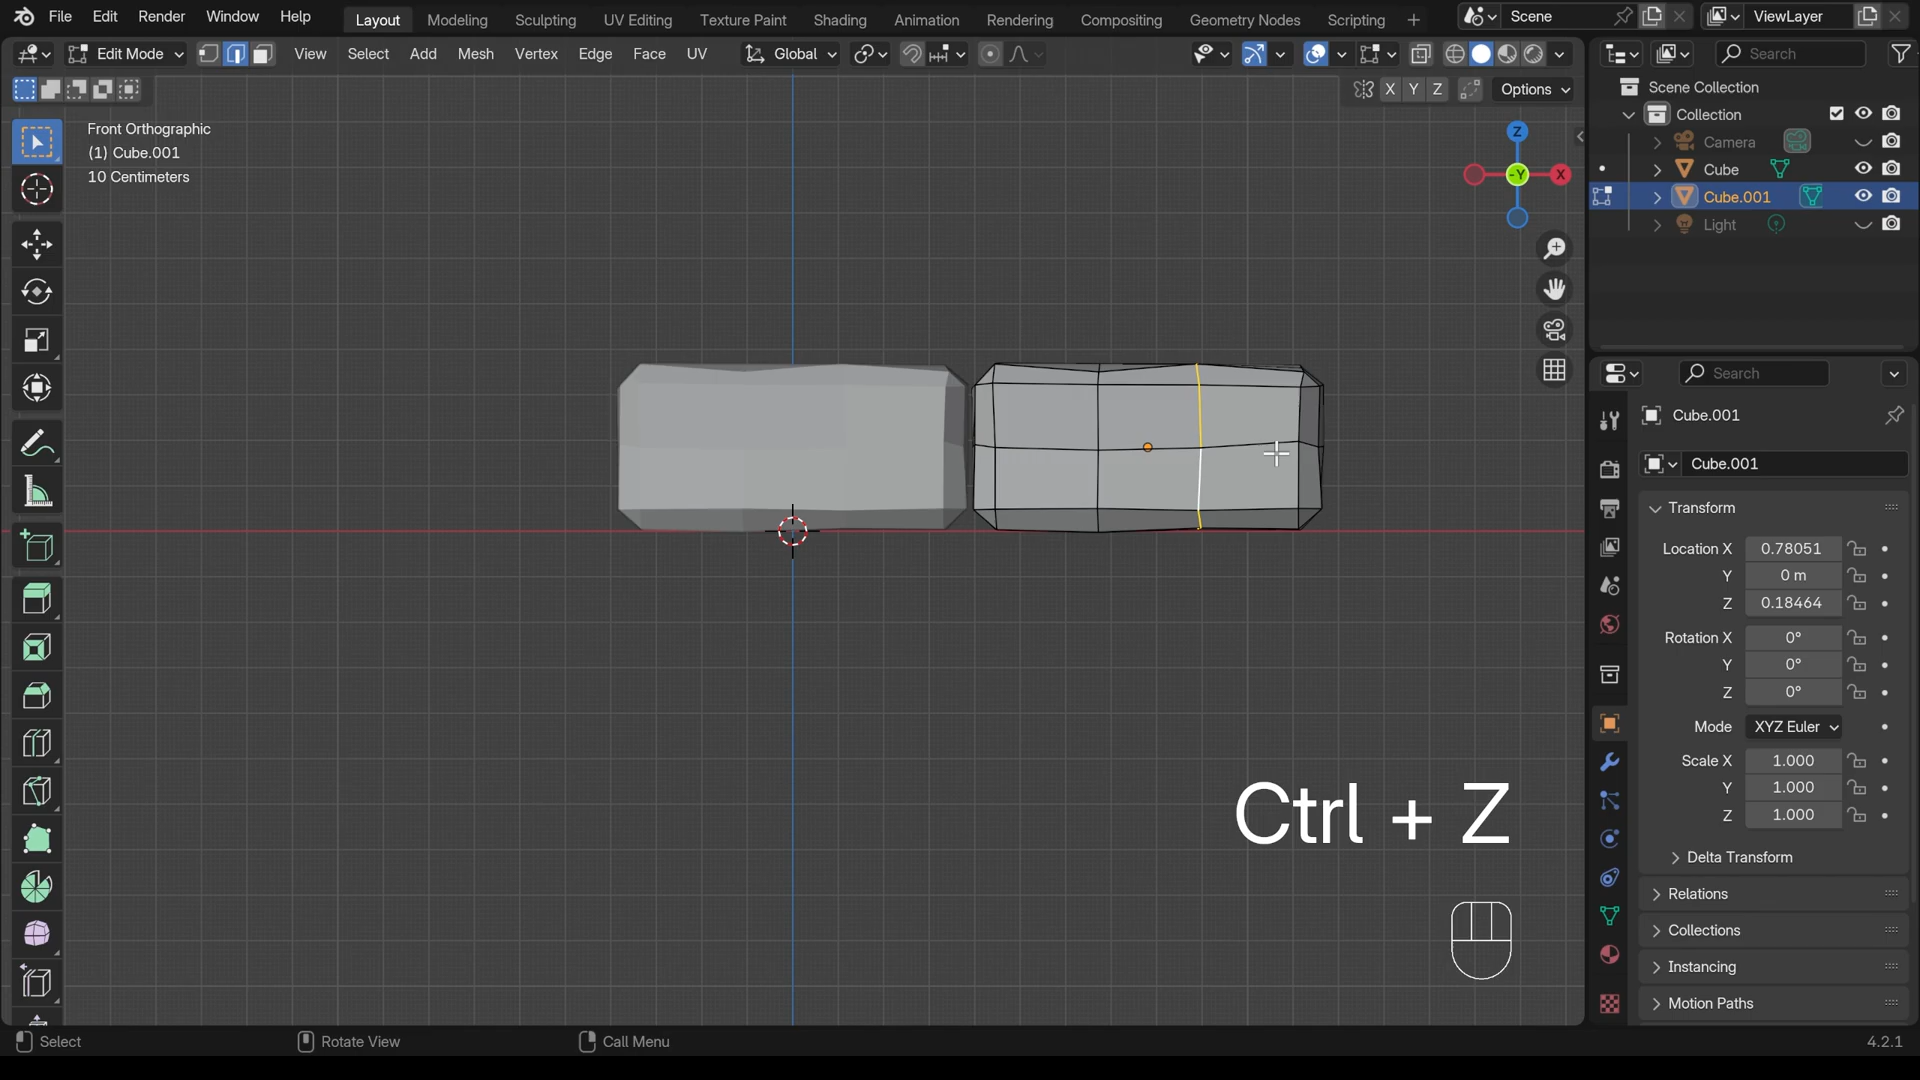 File Edit Render Window Help Layout Modeling Sculpting UV Editing Texture Paint Shading Animation Rendering Compositing Geometry Nodes Scripting + Scene ViewLayer
Edit Mode View Select Add Mesh Vertex Edge Face UV Global Search
X Y Z Options
Scene Collection
Collection
Camera
Cube
Cube.001
Light
Front Orthographic
(1) Cube.001
10 Centimeters
Z
-Y
X
Search
Cube.001
Cube.001
Transform
Location X 0.78051
Y 0 m
Z 0.18464
Rotation X 0°
Y 0°
Z 0°
Mode XYZ Euler
Scale X 1.000
Y 1.000
Z 1.000
Delta Transform
Relations
Collections
Instancing
Motion Paths
Ctrl + Z
Select Rotate View Call Menu 4.2.1